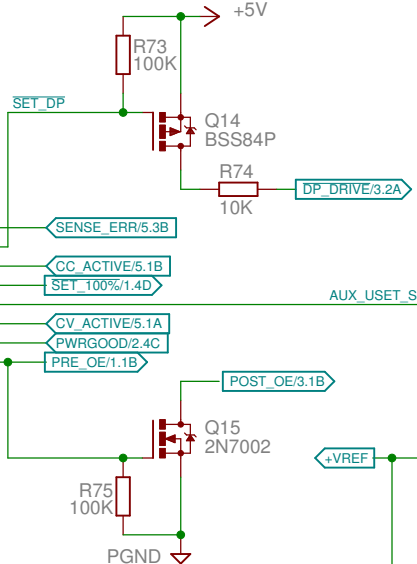 +5V
R73
100K
SET_DP
Q14
BSS84P
R74
10K
DP_DRIVE/3.2A
SENSE_ERR/5.3B
CC_ACTIVE/5.1B
SET_100%/1.4D
AUX_USET_S
CV_ACTIVE/5.1A
PWRGOOD/2.4C
PRE_OE/1.1B
POST_OE/3.1B
Q15
2N7002
+VREF
R75
100K
PGND